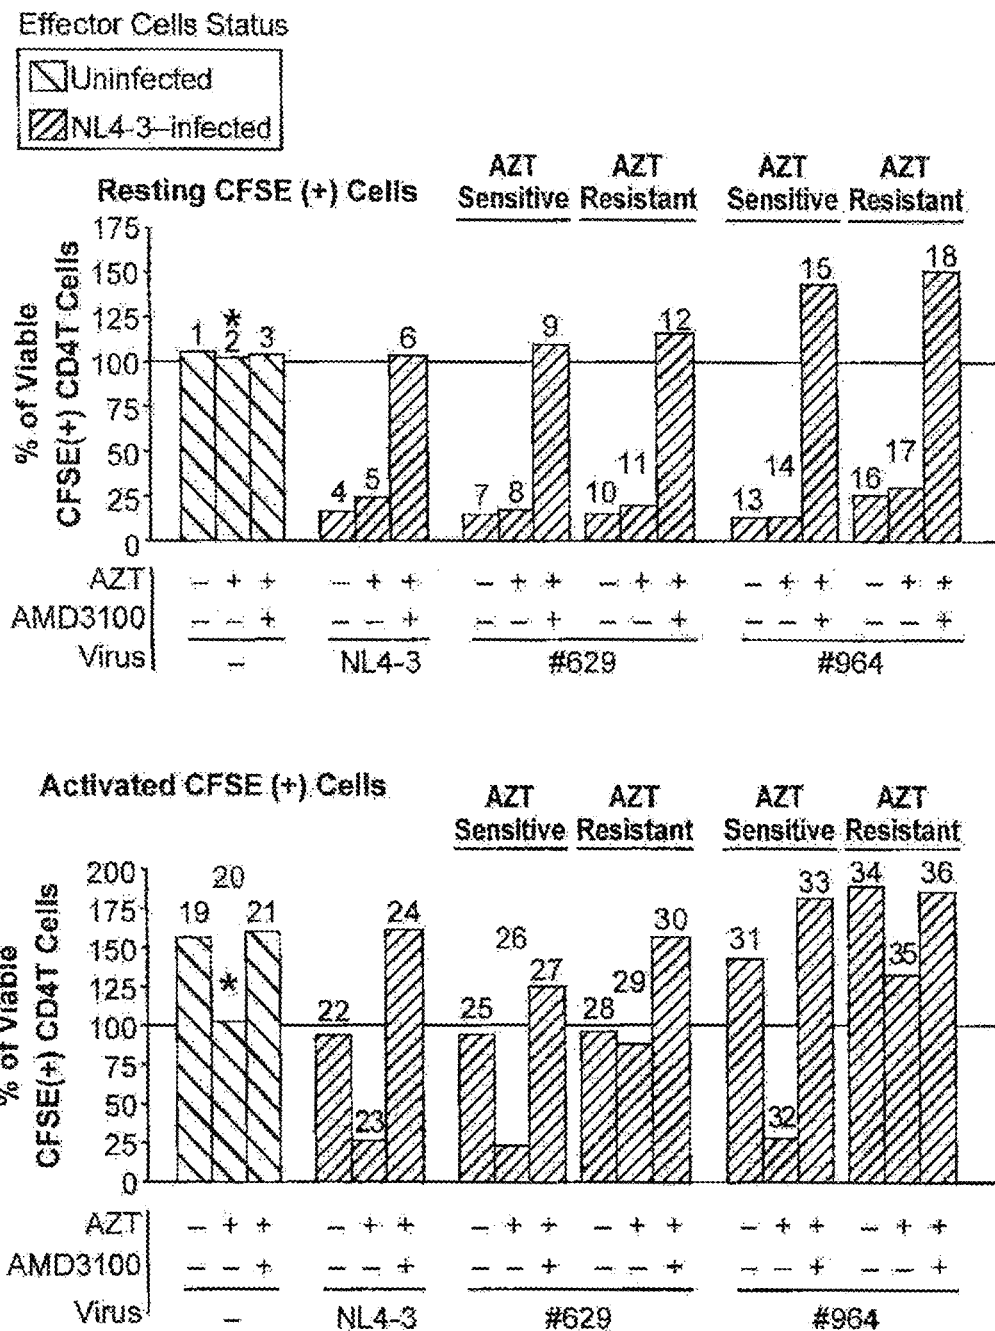 Effector Cells Status
Uninfected
NL4-3–infected
AZT Sensitive AZT Resistant AZT Sensitive AZT Resistant
Resting CFSE (+) Cells
% of Viable
CFSE(+) CD4T Cells
175
150
125
100
75
50
25
0
1 * 2 3 4 5 6 7 8 9 10 11 12 13 14 15 16 17 18
AZT – + + – + + – + + – + + – + + – + +
AMD3100 – – + – – + – – + – – + – – + – – +
Virus – NL4-3 #629 #964
Activated CFSE (+) Cells
AZT Sensitive AZT Resistant AZT Sensitive AZT Resistant
% of Viable
CFSE(+) CD4T Cells
200
175
150
125
100
75
50
25
0
19 20 * 21 22 23 24 25 26 27 28 29 30 31 32 33 34 35 36
AZT – + + – + + – + + – + + – + + – + +
AMD3100 – – + – – + – – + – – + – – + – – +
Virus – NL4-3 #629 #964